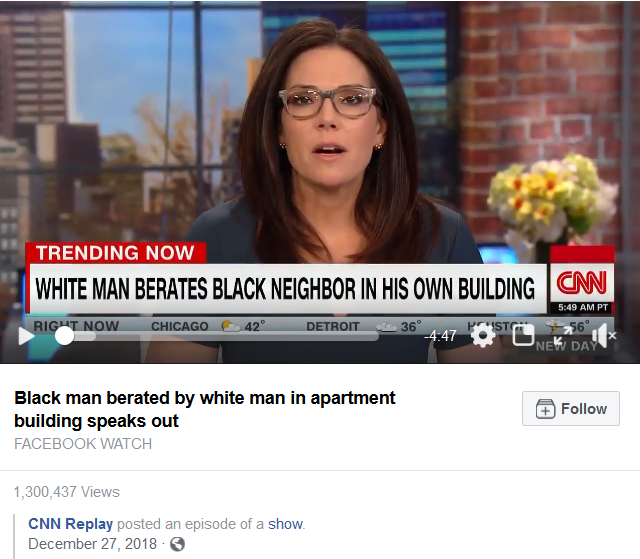 TRENDING NOW
WHITE MAN BERATES BLACK NEIGHBOR IN HIS OWN BUILDING
CNN
5:49 AM PT
RIGHT NOW CHICAGO 42° DETROIT 36° HOUSTON 56°
-4:47
NEW DAY
Black man berated by white man in apartment
building speaks out
Follow
FACEBOOK WATCH
1,300,437 Views
CNN Replay posted an episode of a show.
December 27, 2018 ·